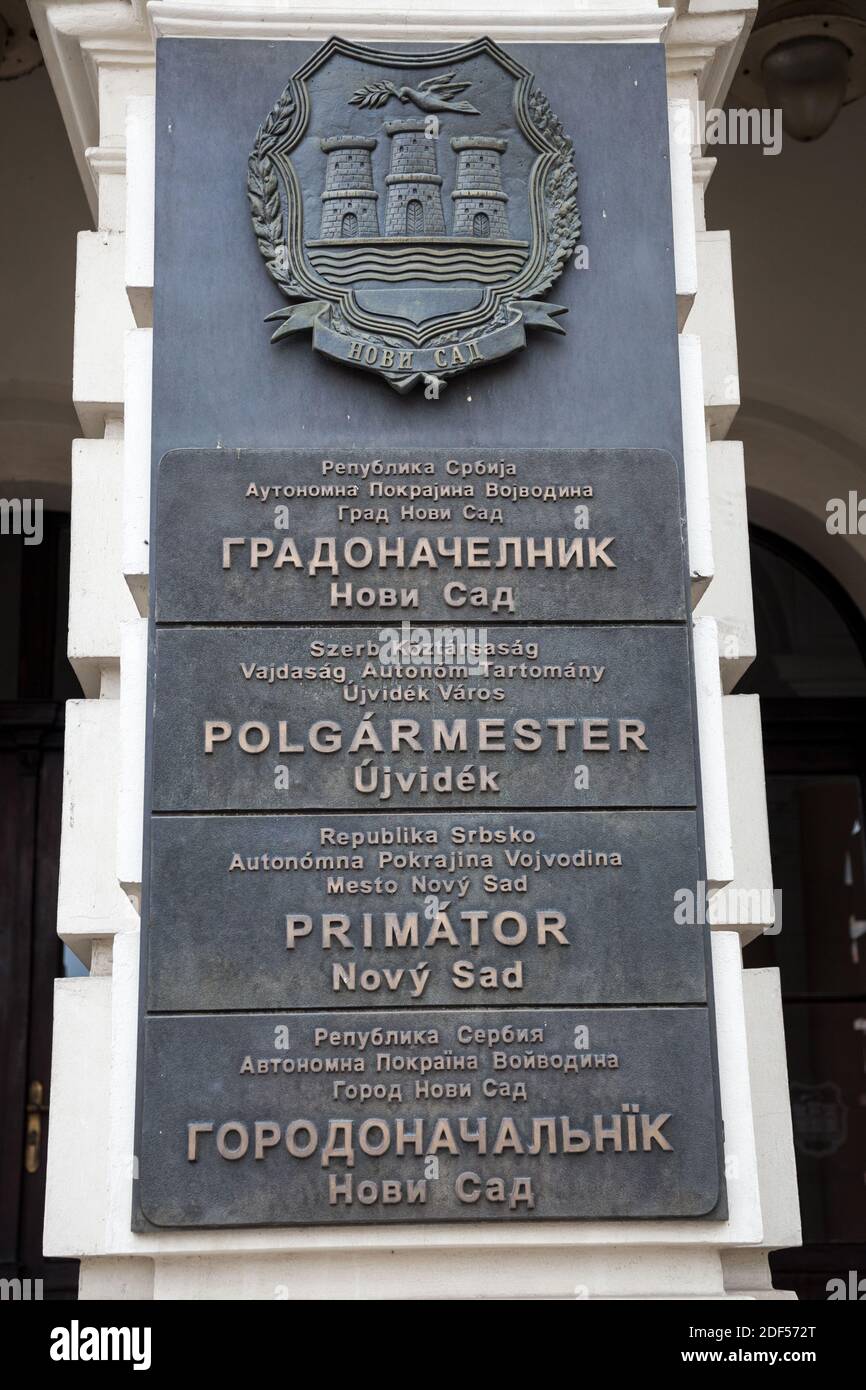 НОВИ САД
Република Србија
Аутономна Покрајина Војводина
Град Нови Сад
ГРАДОНАЧЕЛНИК
Нови Сад
Szerb Köztársaság
Vajdaság Autonóm Tartomány
Újvidék Város
POLGÁRMESTER
Újvidék
Republika Srbsko
Autonómna Pokrajina Vojvodina
Mesto Nový Sad
PRIMÁTOR
Nový Sad
Република Сербия
Автономна Покраїна Войводина
Город Нови Сад
ГОРОДОНАЧАЛЬНЇК
Нови Сад
alamy
Image ID: 2DF572T
www.alamy.com